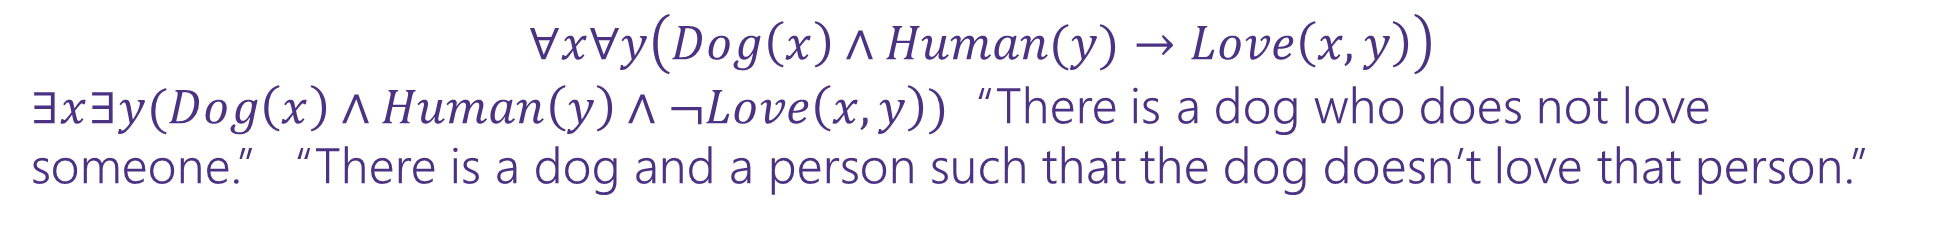 ∀x∀y(Dog(x) ∧ Human(y) → Love(x, y))
∃x∃y(Dog(x) ∧ Human(y) ∧ ¬Love(x, y)) “There is a dog who does not love
someone.” “There is a dog and a person such that the dog doesn’t love that person.”